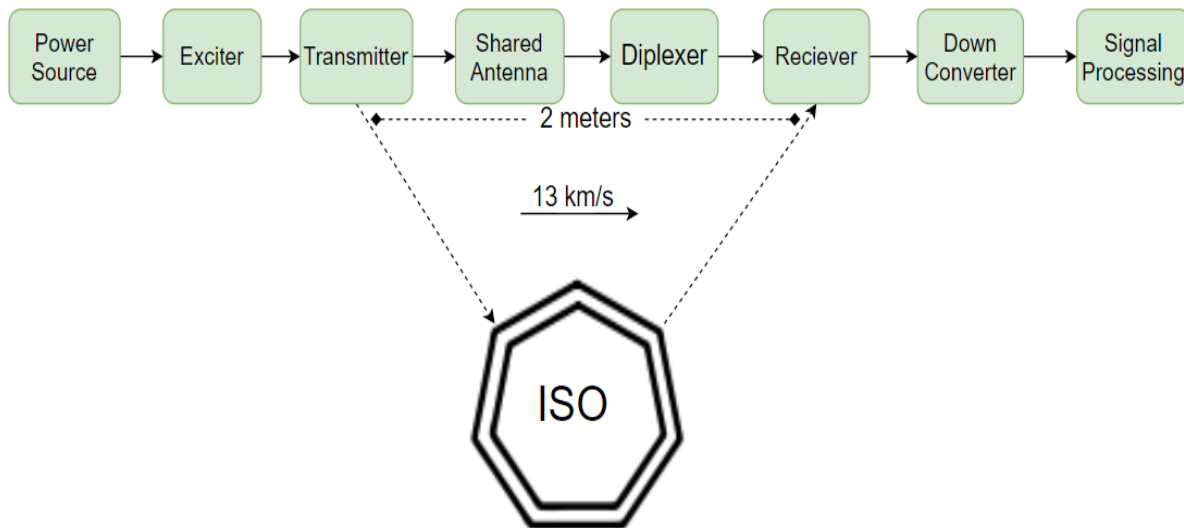 Power
Source
Exciter
Transmitter
Shared
Antenna
Diplexer
Reciever
Down
Converter
Signal
Processing
2 meters
13 km/s
ISO